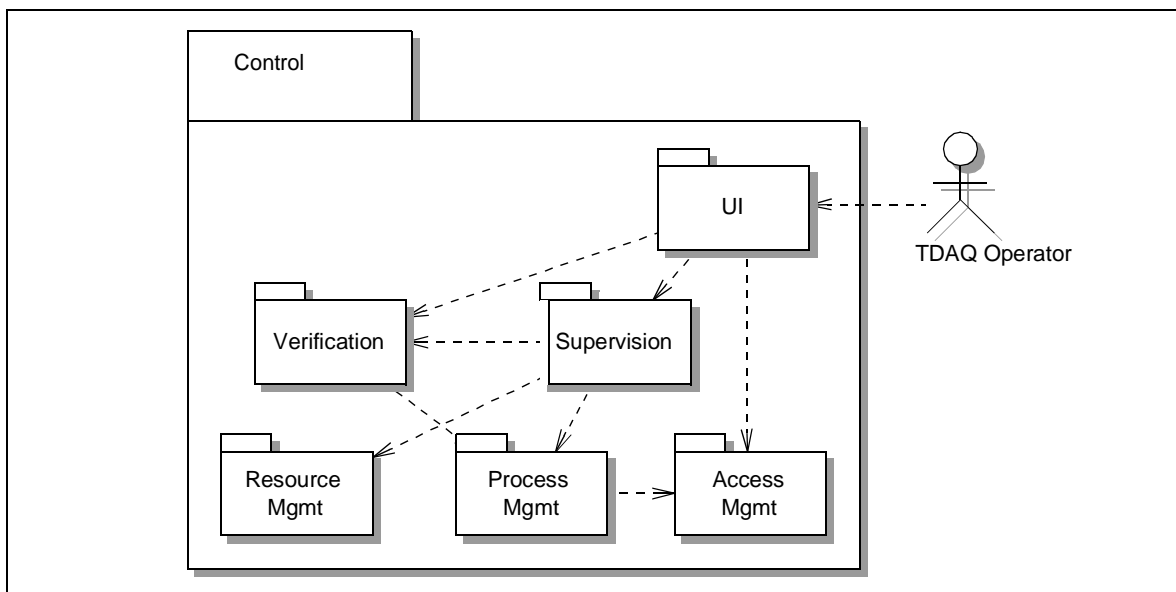 Control
UI
TDAQ Operator
Verification
Supervision
Resource
Mgmt
Process
Mgmt
Access
Mgmt